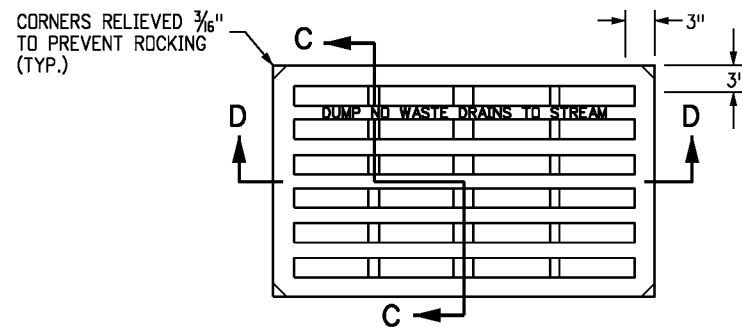 CORNERS RELIEVED 3/16"
TO PREVENT ROCKING
(TYP.)
C
3"
3"
D
DUMP NO WASTE DRAINS TO STREAM
D
C